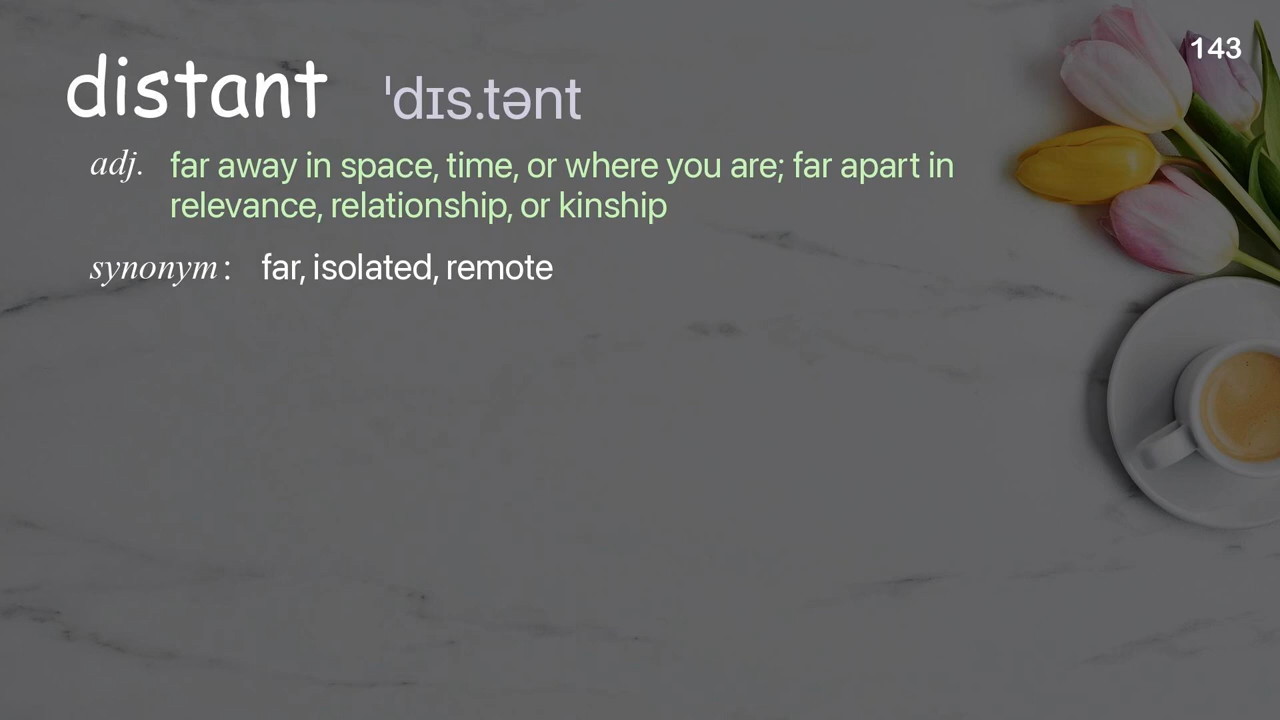 143
distant ˈdɪs.tənt
adj. far away in space, time, or where you are; far apart in
relevance, relationship, or kinship
synonym: far, isolated, remote